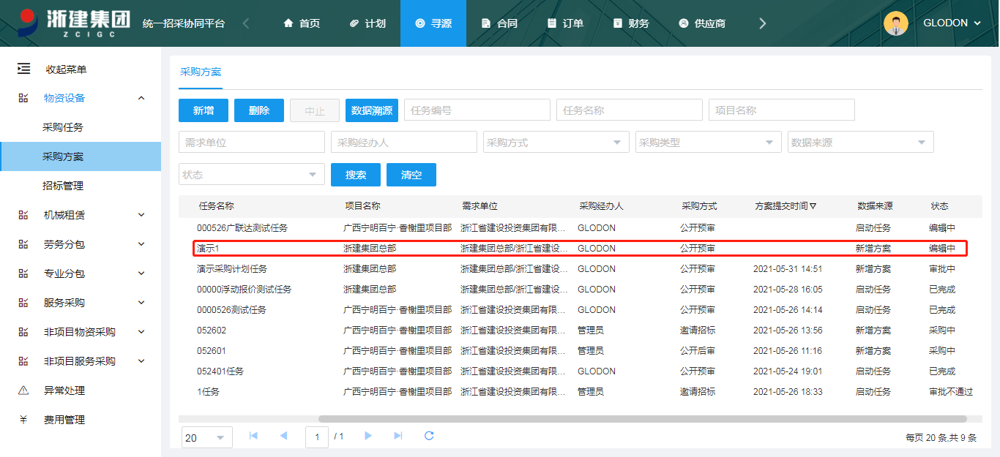 浙建集团 ZCIGC 统一招采协同平台 首页 计划 寻源 合同 订单 财务 供应商 GLODON
收起菜单
物资设备
采购任务
采购方案
招标管理
机械租赁
劳务分包
专业分包
服务采购
非项目物资采购
非项目服务采购
异常处理
¥ 费用管理
采购方案
新增 删除 中止 数据溯源 任务编号 任务名称 项目名称
需求单位 采购经办人 采购方式 采购类型 数据来源
状态 搜索 清空
任务名称 项目名称 需求单位 采购经办人 采购方式 方案提交时间 数据来源 状态
000526广联达测试任务 广西宁明百宁·香榭里项目部 浙江省建设投资集团有限... GLODON 公开预审 启动任务 编辑中
演示1 浙建集团总部 浙建集团总部/浙江省建设... GLODON 公开预审 新增方案 编辑中
演示采购计划任务 浙建集团总部 浙建集团总部/浙江省建设... GLODON 公开预审 2021-05-31 14:51 新增方案 审批中
00000浮动报价测试任务 浙建集团总部 浙建集团总部/浙江省建设... GLODON 公开预审 2021-05-28 16:05 启动任务 已完成
0000526测试任务 广西宁明百宁·香榭里项目部 浙江省建设投资集团有限... GLODON 公开预审 2021-05-26 14:14 启动任务 已完成
052602 广西宁明百宁·香榭里项目部 浙江省建设投资集团有限... 管理员 邀请招标 2021-05-26 13:56 新增方案 采购中
052601 广西宁明百宁·香榭里项目部 浙江省建设投资集团有限... 管理员 公开后审 2021-05-26 11:16 新增方案 采购中
052401任务 广西宁明百宁·香榭里项目部 浙江省建设投资集团有限... GLODON 公开预审 2021-05-24 19:01 启动任务 已完成
1任务 广西宁明百宁·香榭里项目部 浙江省建设投资集团有限... 管理员 邀请招标 2021-05-26 18:33 启动任务 审批不通过
20 1 / 1 每页 20 条,共 9 条